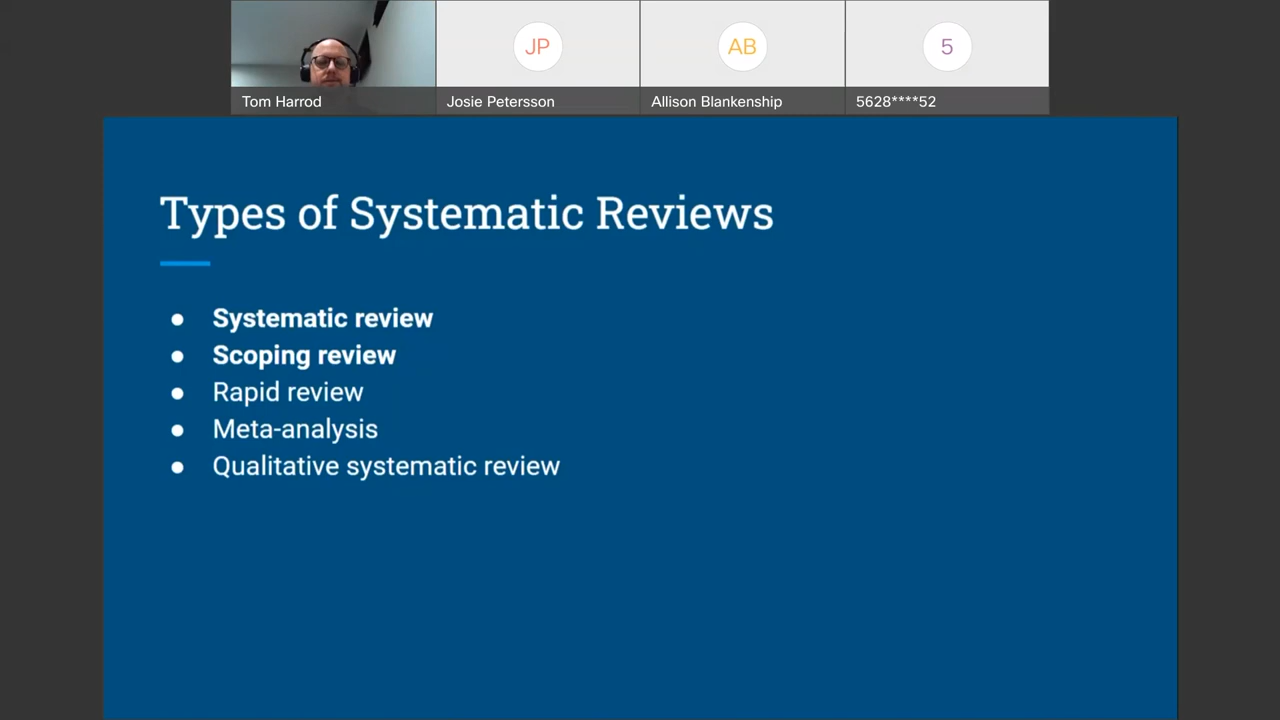 JP
AB
5
Tom Harrod
Josie Petersson
Allison Blankenship
5628****52
Types of Systematic Reviews
● Systematic review
● Scoping review
● Rapid review
● Meta-analysis
● Qualitative systematic review